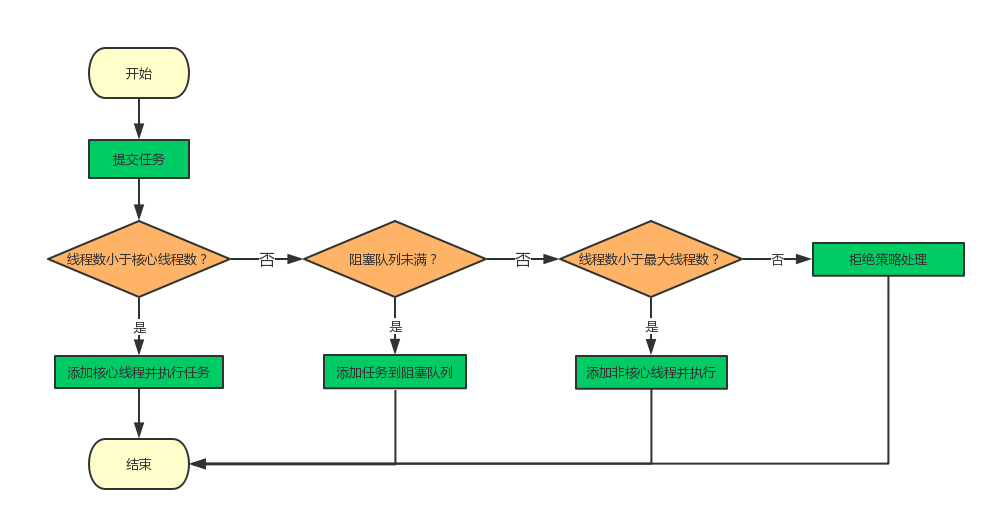 开始
提交任务
线程数小于核心线程数？
否
阻塞队列未满？
否
线程数小于最大线程数？
否
拒绝策略处理
是
是
是
添加核心线程并执行任务
添加任务到阻塞队列
添加非核心线程并执行
结束